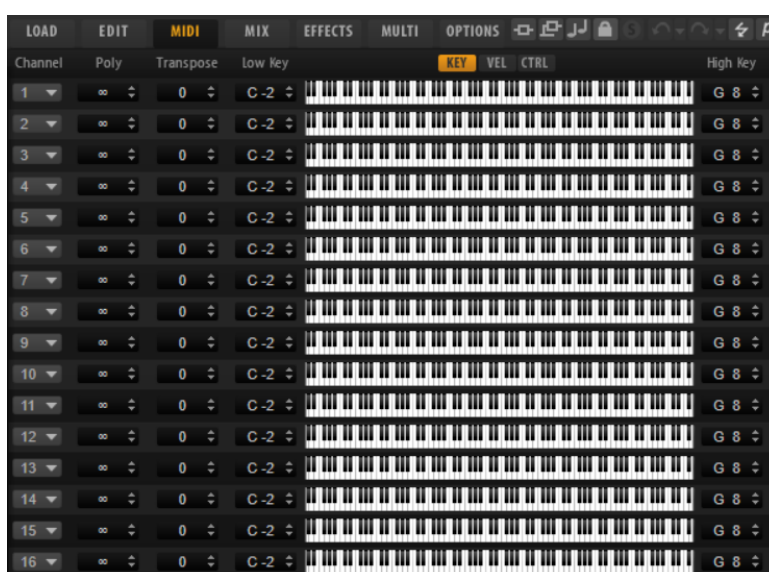 LOAD EDIT MIDI MIX EFFECTS MULTI OPTIONS S
Channel Poly Transpose Low Key KEY VEL CTRL High Key
1 ∞ 0 C -2 G 8
2 ∞ 0 C -2 G 8
3 ∞ 0 C -2 G 8
4 ∞ 0 C -2 G 8
5 ∞ 0 C -2 G 8
6 ∞ 0 C -2 G 8
7 ∞ 0 C -2 G 8
8 ∞ 0 C -2 G 8
9 ∞ 0 C -2 G 8
10 ∞ 0 C -2 G 8
11 ∞ 0 C -2 G 8
12 ∞ 0 C -2 G 8
13 ∞ 0 C -2 G 8
14 ∞ 0 C -2 G 8
15 ∞ 0 C -2 G 8
16 ∞ 0 C -2 G 8